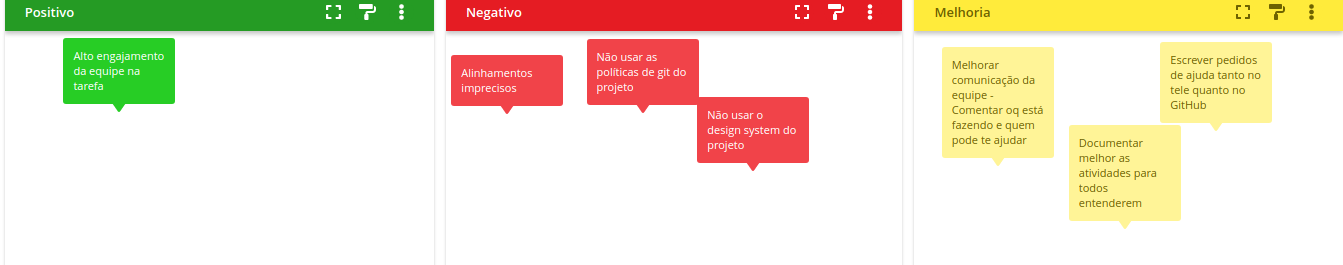 Positivo
Alto engajamento
da equipe na
tarefa
Negativo
Alinhamentos
imprecisos
Não usar as
políticas de git do
projeto
Não usar o
design system do
projeto
Melhoria
Melhorar
comunicação da
equipe -
Comentar oq está
fazendo e quem
pode te ajudar
Documentar
melhor as
atividades para
todos
entenderem
Escrever pedidos
de ajuda tanto no
tele quanto no
GitHub